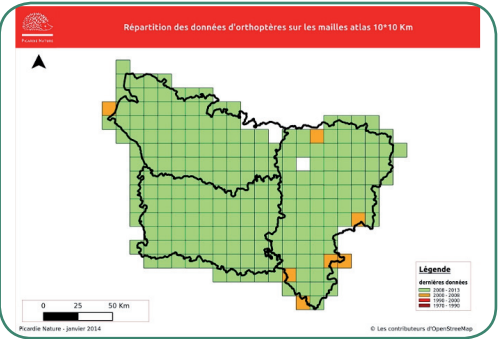 Répartition des données d'orthoptères sur les mailles atlas 10*10 Km
Picardie Nature
Légende
dernières données
2008 - 2013
2000 - 2008
1990 - 2000
1970 - 1990
0 25 50 Km
Picardie Nature - janvier 2014
© Les contributeurs d'OpenStreetMap